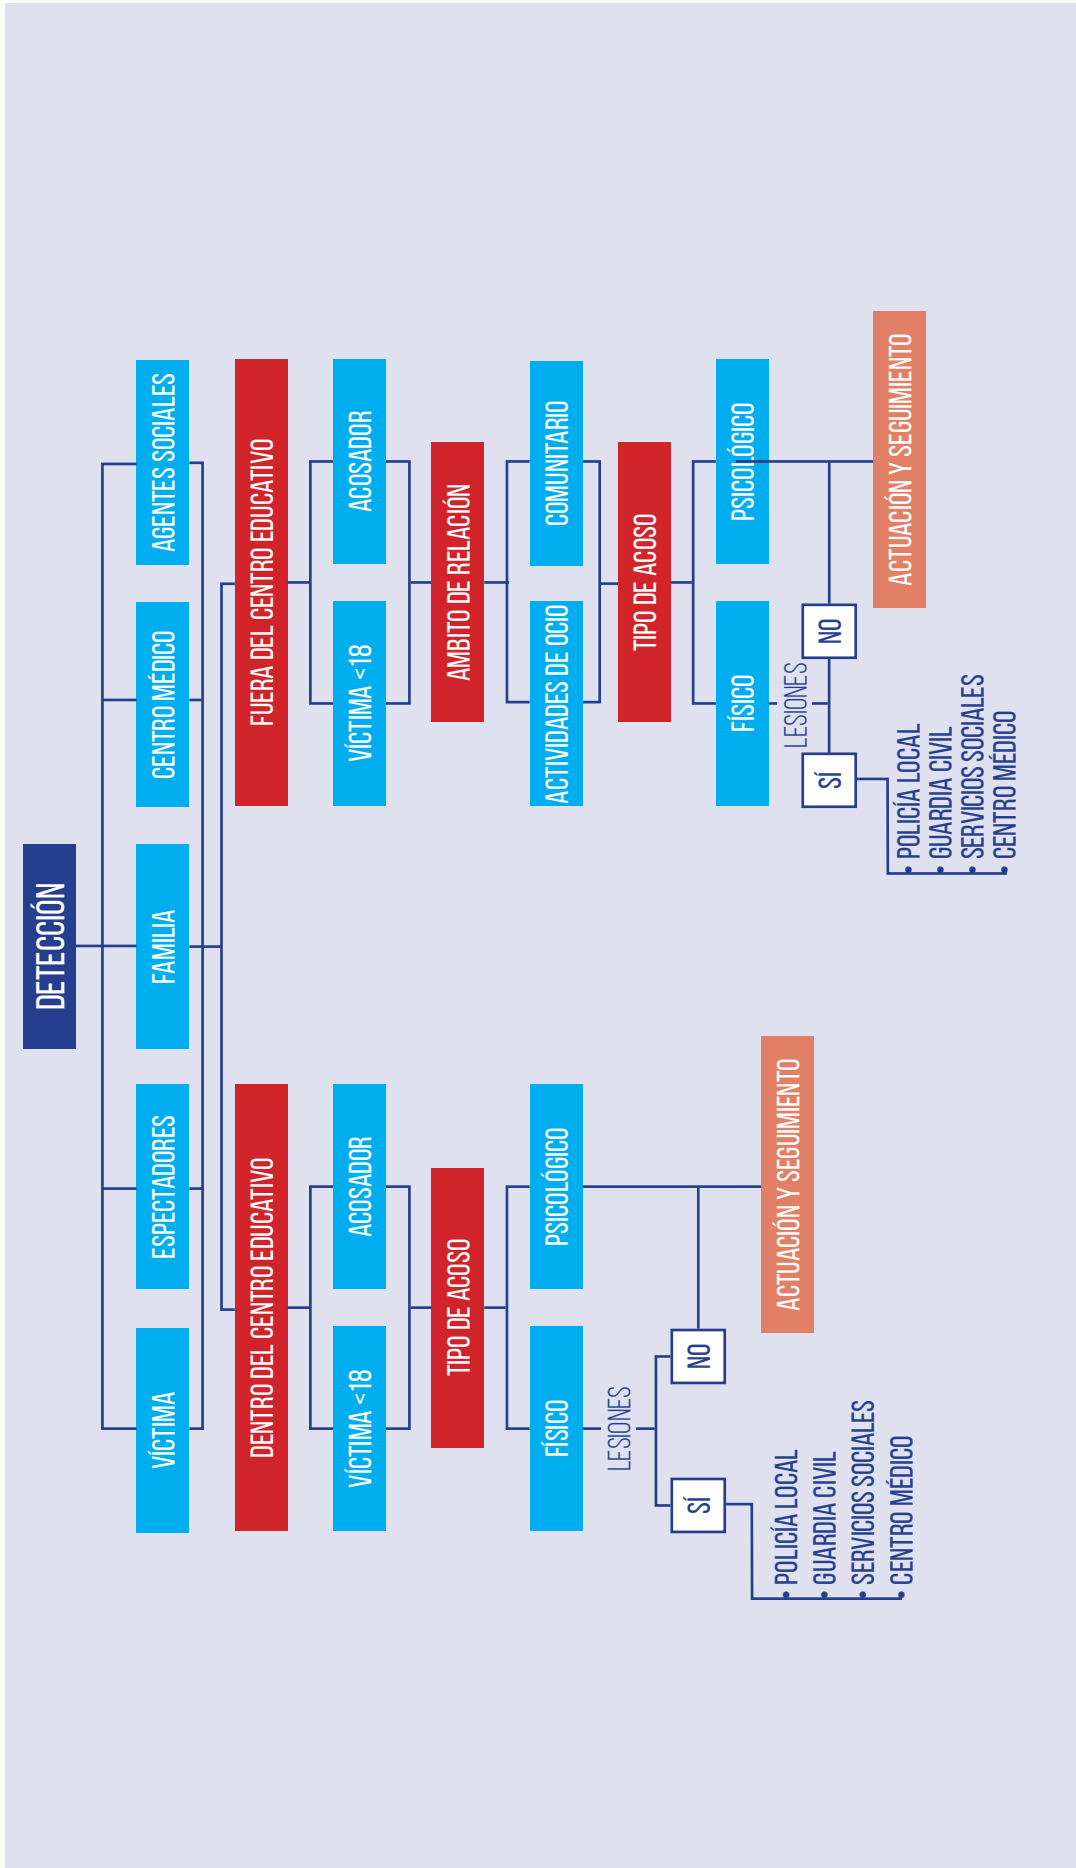 DETECCIÓN
VÍCTIMA
ESPECTADORES
FAMILIA
CENTRO MÉDICO
AGENTES SOCIALES
DENTRO DEL CENTRO EDUCATIVO
VÍCTIMA <18
ACOSADOR
TIPO DE ACOSO
FÍSICO
PSICOLÓGICO
LESIONES
SÍ
NO
POLICÍA LOCAL
GUARDIA CIVIL
SERVICIOS SOCIALES
CENTRO MÉDICO
ACTUACIÓN Y SEGUIMIENTO
FUERA DEL CENTRO EDUCATIVO
VÍCTIMA <18
ACOSADOR
AMBITO DE RELACIÓN
ACTIVIDADES DE OCIO
COMUNITARIO
TIPO DE ACOSO
FÍSICO
PSICOLÓGICO
LESIONES
SÍ
NO
POLICÍA LOCAL
GUARDIA CIVIL
SERVICIOS SOCIALES
CENTRO MÉDICO
ACTUACIÓN Y SEGUIMIENTO